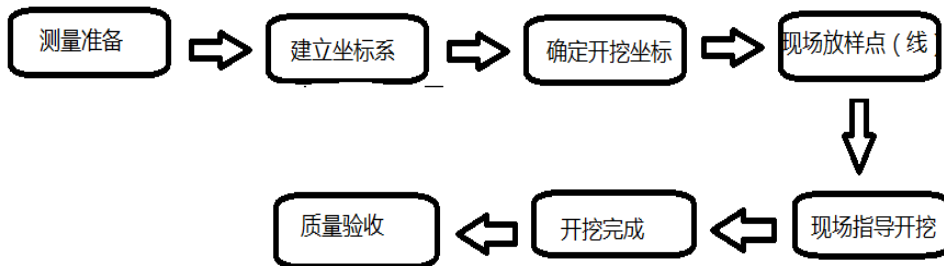 测量准备
建立坐标系
确定开挖坐标
现场放样点（线）
现场指导开挖
开挖完成
质量验收